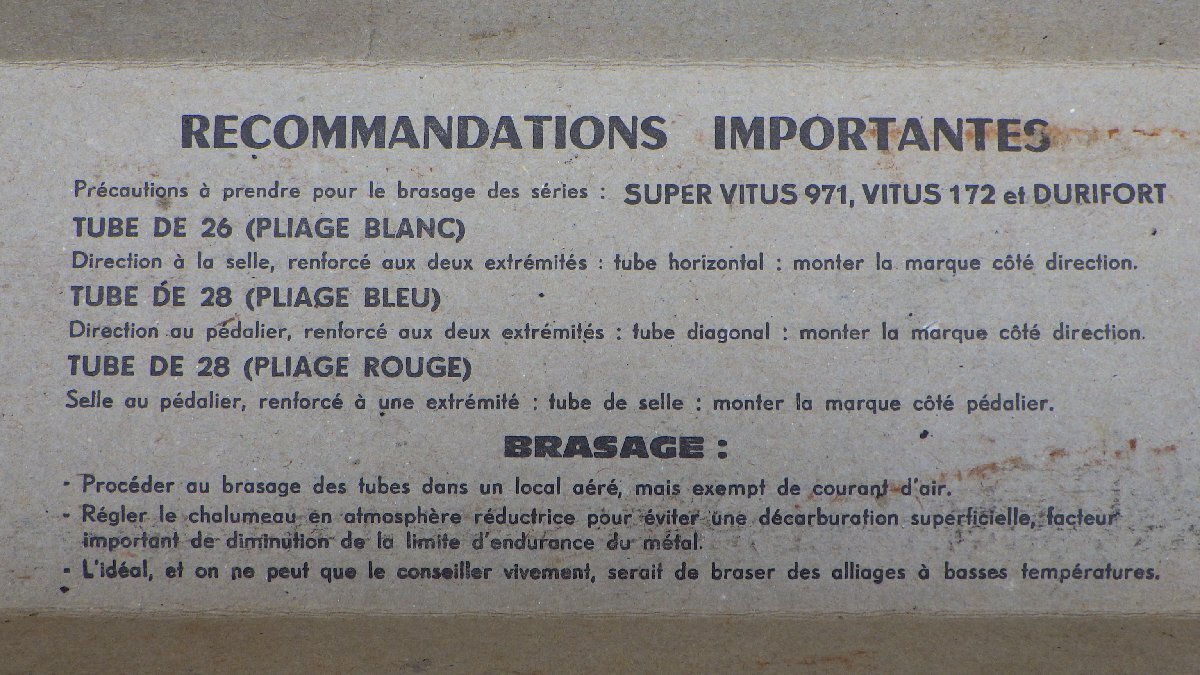 RECOMMANDATIONS IMPORTANTES
Précautions à prendre pour le brasage des séries : SUPER VITUS 971, VITUS 172 et DURIFORT
TUBE DE 26 (PLIAGE BLANC)
Direction à la selle, renforcé aux deux extrémités : tube horizontal : monter la marque côté direction.
TUBE DE 28 (PLIAGE BLEU)
Direction au pédalier, renforcé aux deux extrémités : tube diagonal : monter la marque côté direction.
TUBE DE 28 (PLIAGE ROUGE)
Selle au pédalier, renforcé à une extrémité : tube de selle : monter la marque côté pédalier.
BRASAGE :
- Procéder au brasage des tubes dans un local aéré, mais exempt de courant d'air.
- Régler le chalumeau en atmosphère réductrice pour éviter une décarburation superficielle, facteur
important de diminution de la limite d'endurance du métal.
- L'idéal, et on ne peut que le conseiller vivement, serait de braser des alliages à basses températures.